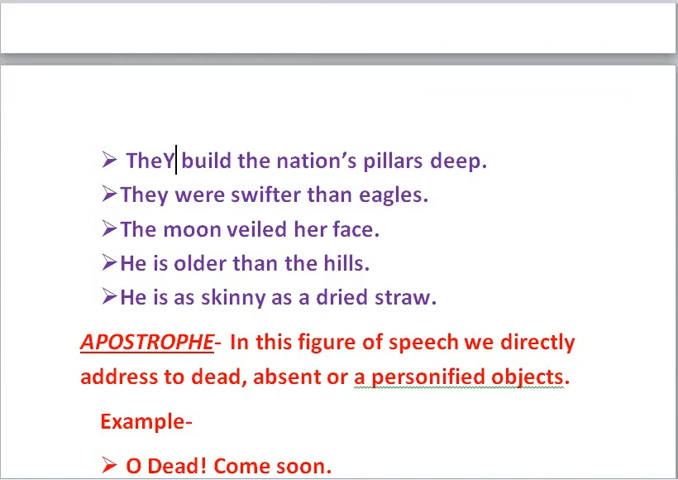 ➢ TheY build the nation's pillars deep.
➢They were swifter than eagles.
➢The moon veiled her face.
➢He is older than the hills.
➢He is as skinny as a dried straw.
APOSTROPHE- In this figure of speech we directly
address to dead, absent or a personified objects.
Example-
➢ O Dead! Come soon.